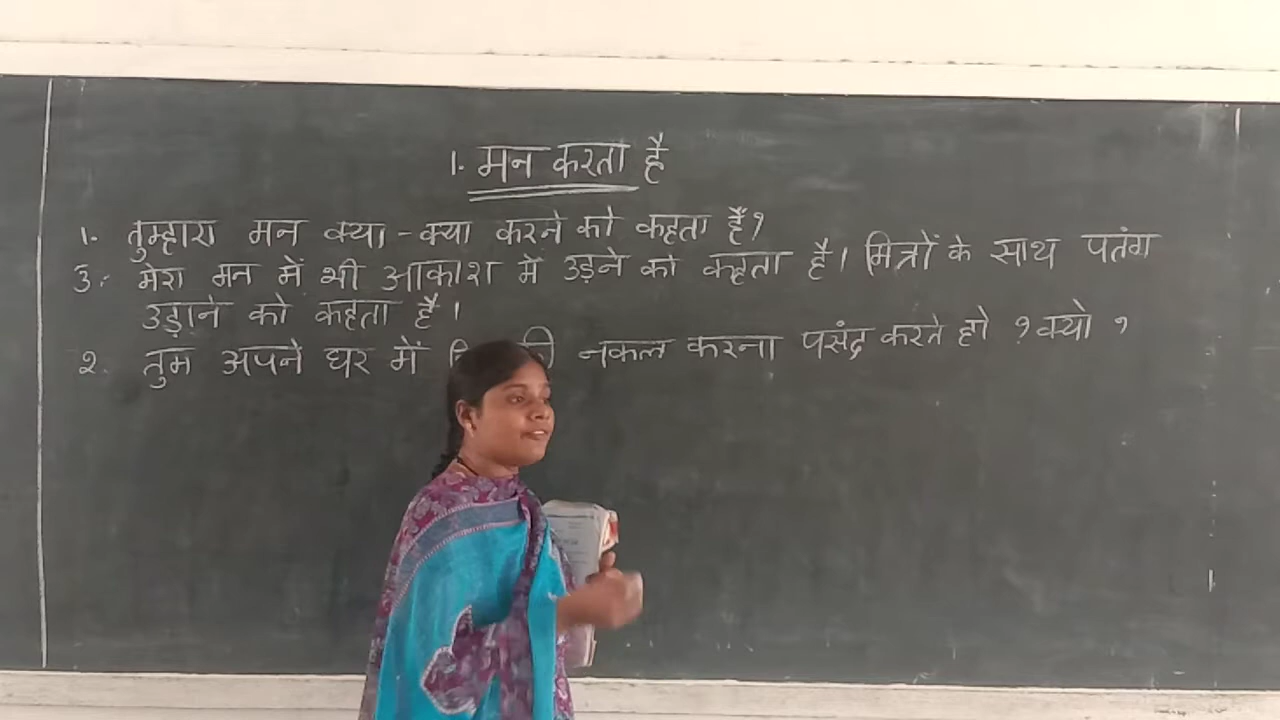 1. मन करता है
1. तुम्हारा मन क्या-क्या करने को कहता हैं?
उ: मेरा मन में भी आकाश में उड़ने को कहता है। मित्रों के साथ पतंग
उड़ाने को कहता है।
2. तुम अपने घर में नकल करना पसंद करते हो ? क्यो ?